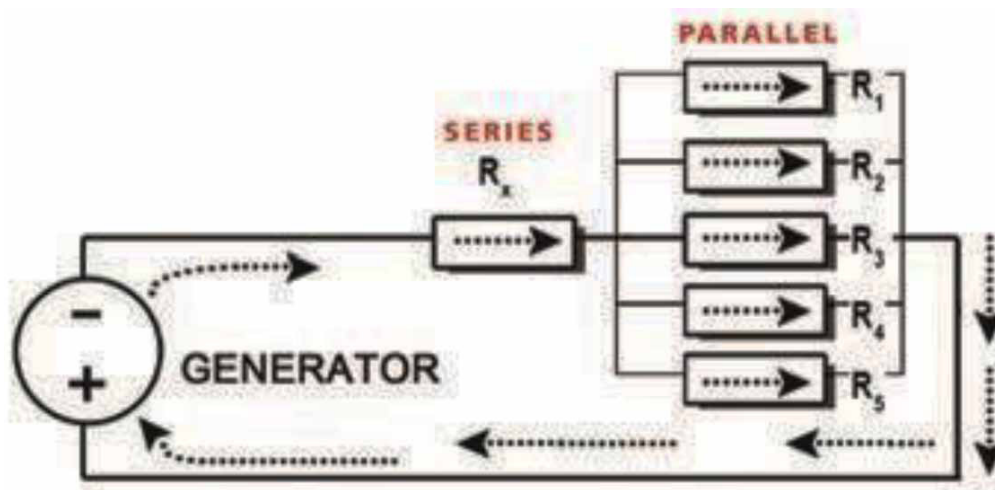 PARALLEL
R1
SERIES
Rx
R2
R3
R4
R5
-
+
GENERATOR